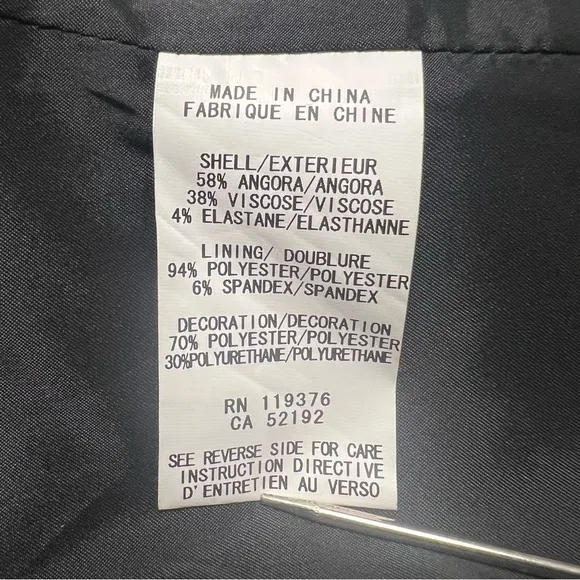 MADE IN CHINA
FABRIQUE EN CHINE
SHELL/EXTERIEUR
58% ANGORA/ANGORA
38% VISCOSE/VISCOSE
4% ELASTANE/ELASTHANNE
LINING/ DOUBLURE
94% POLYESTER/POLYESTER
6% SPANDEX/SPANDEX
DECORATION/DECORATION
70% POLYESTER/POLYESTER
30%POLYURETHANE/POLYURETHANE
RN 119376
CA 52192
SEE REVERSE SIDE FOR CARE
INSTRUCTION DIRECTIVE
D' ENTRETIEN AU VERSO